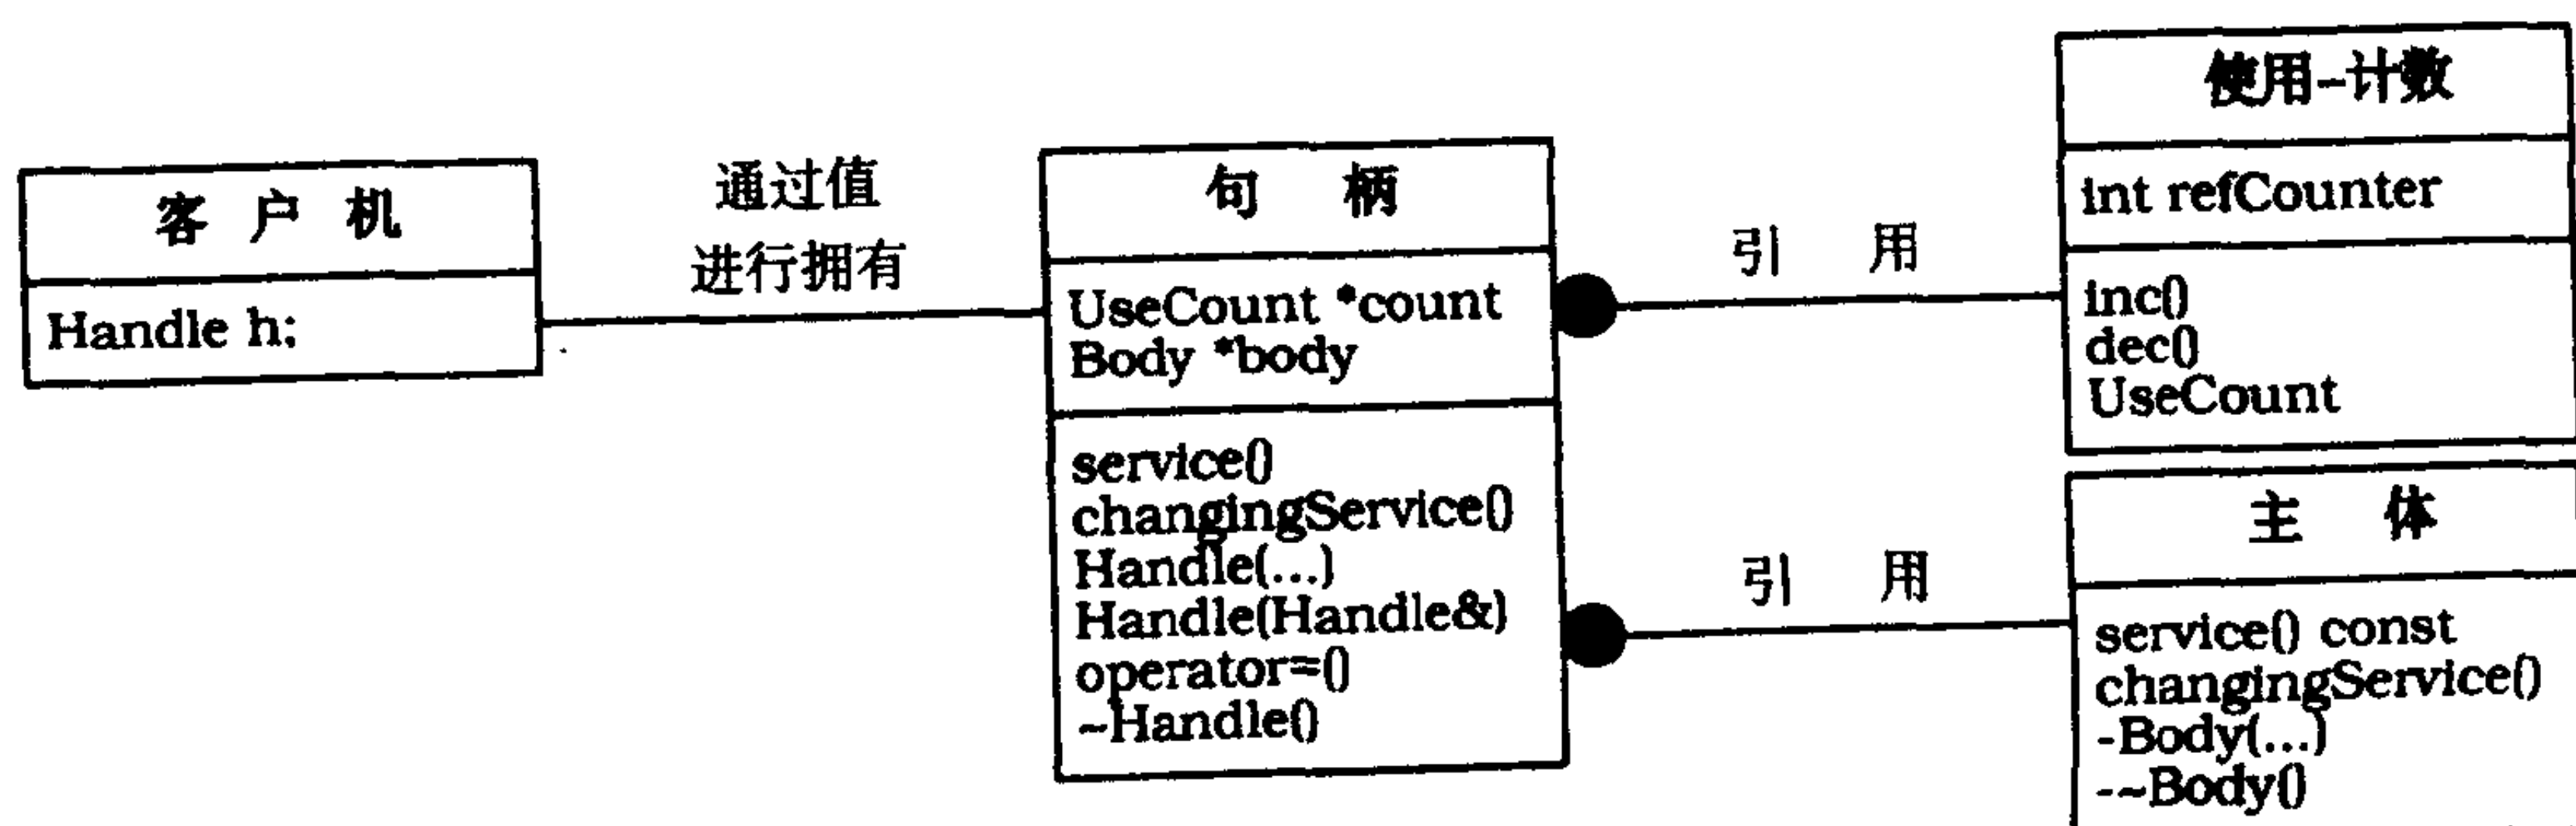 客 户 机
Handle h;
通过值
进行拥有
句 柄
UseCount *count
Body *body
service()
changingService()
Handle(...)
Handle(Handle&)
operator=()
~Handle()
引 用
引 用
使用-计数
int refCounter
inc()
dec()
UseCount
主 体
service() const
changingService()
-Body(...)
-~Body()